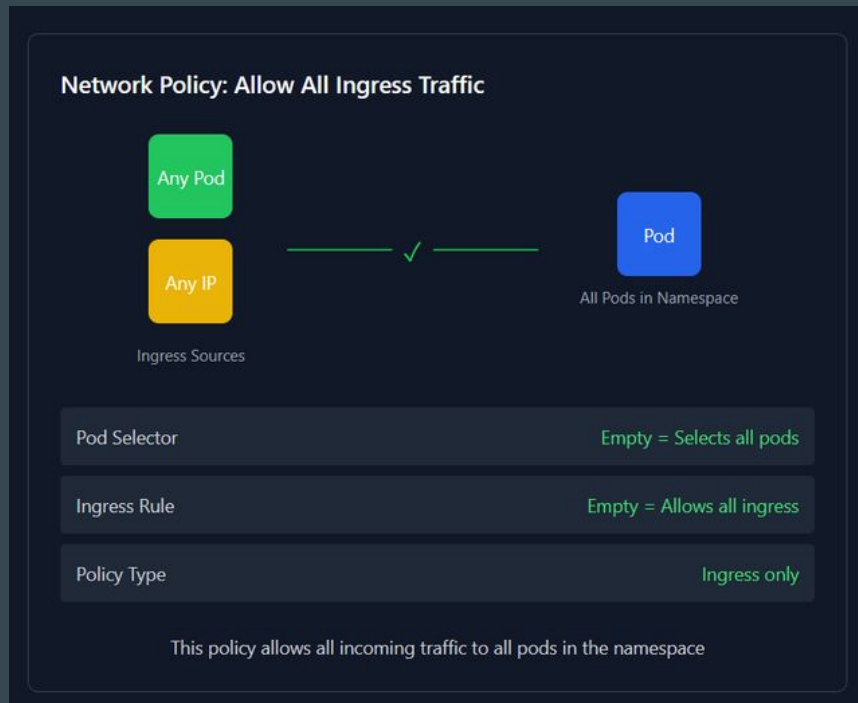 Network Policy: Allow All Ingress Traffic
Any Pod
Any IP
Ingress Sources
Pod
All Pods in Namespace
Pod Selector
Empty = Selects all pods
Ingress Rule
Empty = Allows all ingress
Policy Type
Ingress only
This policy allows all incoming traffic to all pods in the namespace